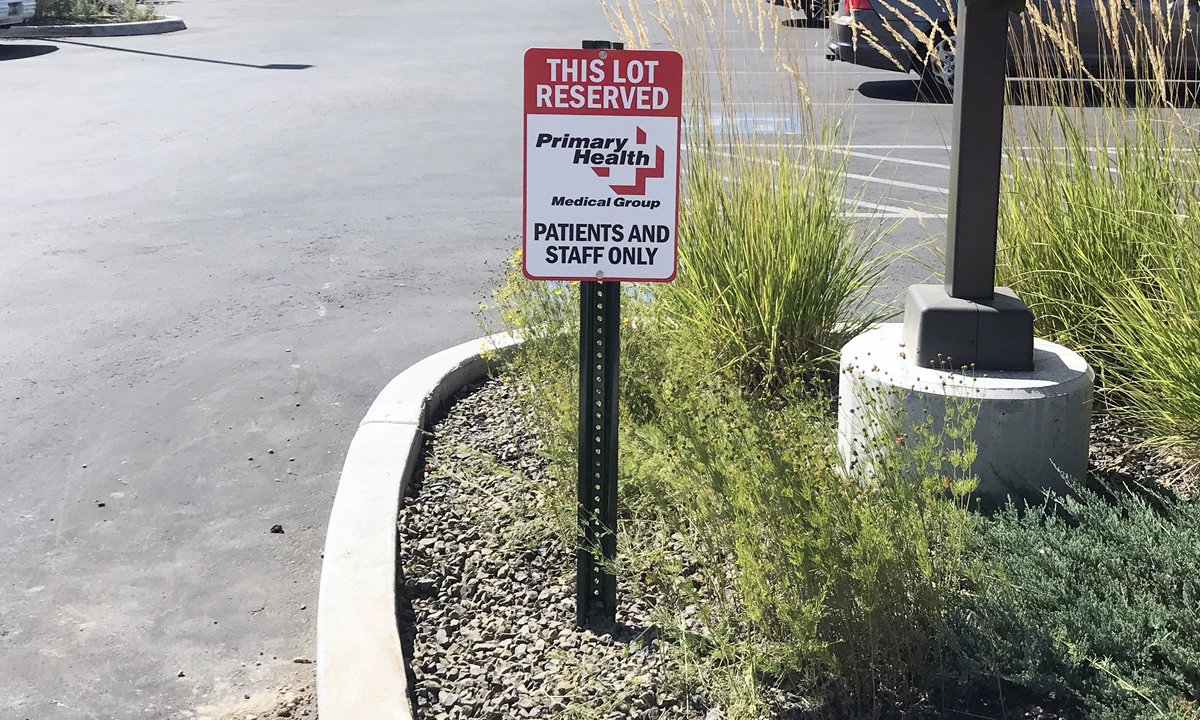 THIS LOT
RESERVED
Primary
Health
Medical Group
PATIENTS AND
STAFF ONLY